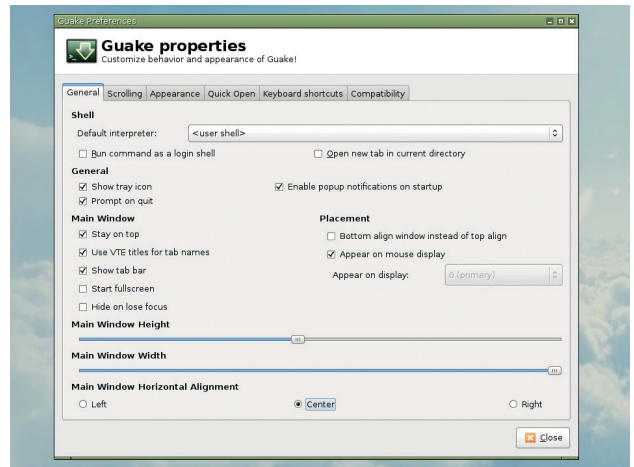 Guake Preferences
Guake properties
Customize behavior and appearance of Guake!
General Scrolling Appearance Quick Open Keyboard shortcuts Compatibility
Shell
Default interpreter: <user shell>
Run command as a login shell Open new tab in current directory
General
Show tray icon Enable popup notifications on startup
Prompt on quit
Main Window Placement
Stay on top Bottom align window instead of top align
Use VTE titles for tab names Appear on mouse display
Show tab bar Appear on display: 0 (primary)
Start fullscreen
Hide on lose focus
Main Window Height
Main Window Width
Main Window Horizontal Alignment
Left Center Right
Close